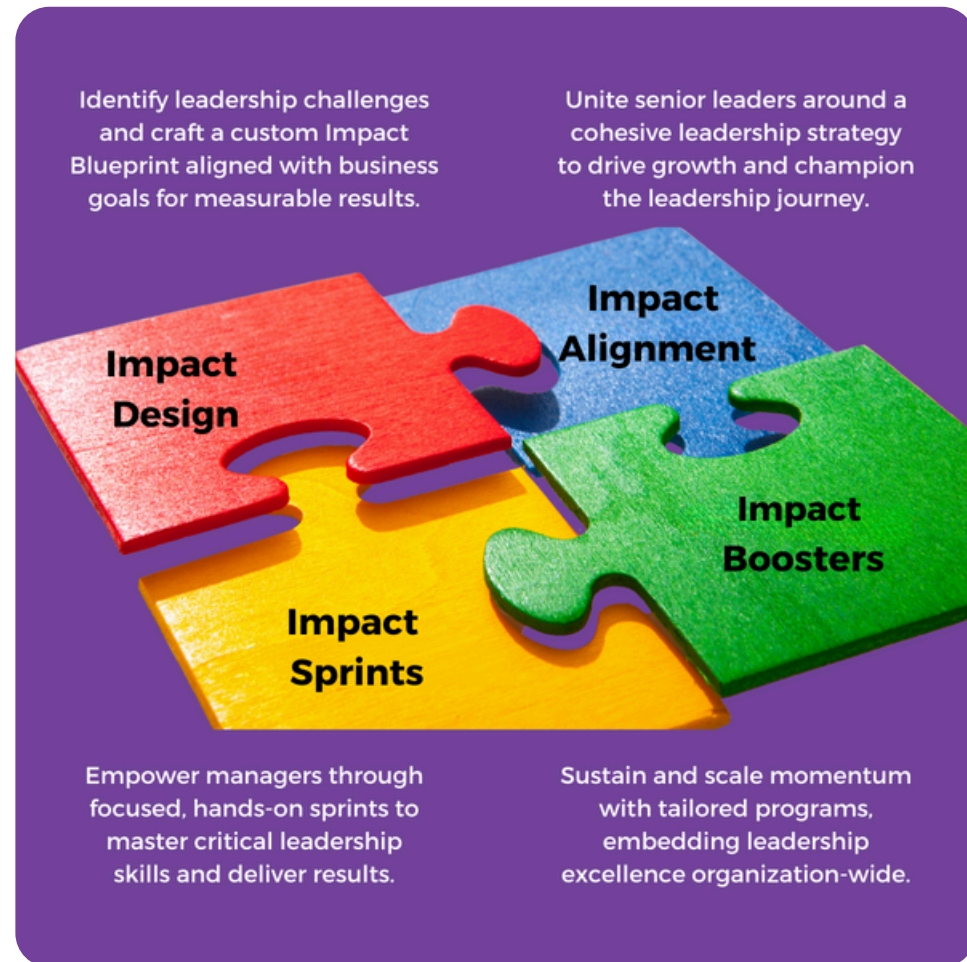 Identify leadership challenges
and craft a custom Impact
Blueprint aligned with business
goals for measurable results.
Unite senior leaders around a
cohesive leadership strategy
to drive growth and champion
the leadership journey.
Impact
Design
Impact
Alignment
Impact
Sprints
Impact
Boosters
Empower managers through
focused, hands-on sprints to
master critical leadership
skills and deliver results.
Sustain and scale momentum
with tailored programs,
embedding leadership
excellence organization-wide.